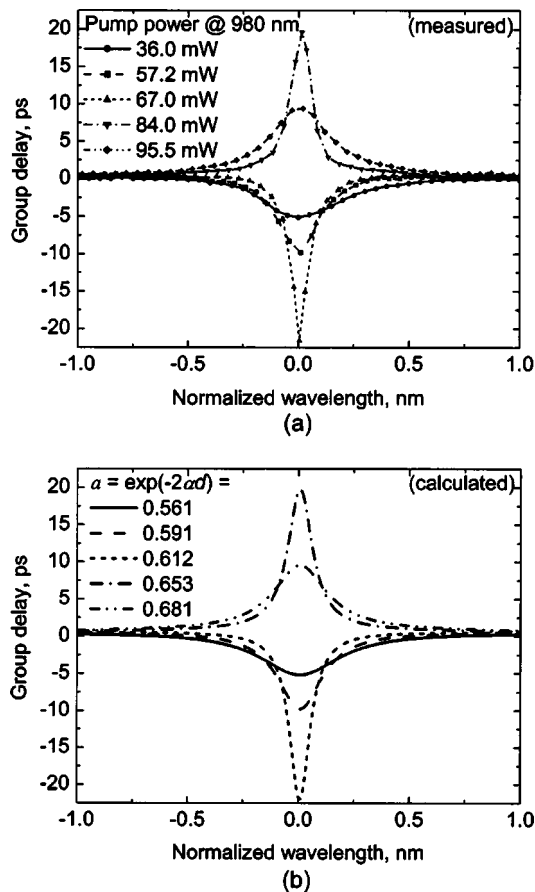 Pump power @ 980 nm (measured)
36.0 mW
57.2 mW
67.0 mW
84.0 mW
95.5 mW
Group delay, ps
20
15
10
5
0
-5
-10
-15
-20
-1.0 -0.5 0.0 0.5 1.0
Normalized wavelength, nm
(a)
a = exp(-2αd) = (calculated)
0.561
0.591
0.612
0.653
0.681
Group delay, ps
20
15
10
5
0
-5
-10
-15
-20
-1.0 -0.5 0.0 0.5 1.0
Normalized wavelength, nm
(b)